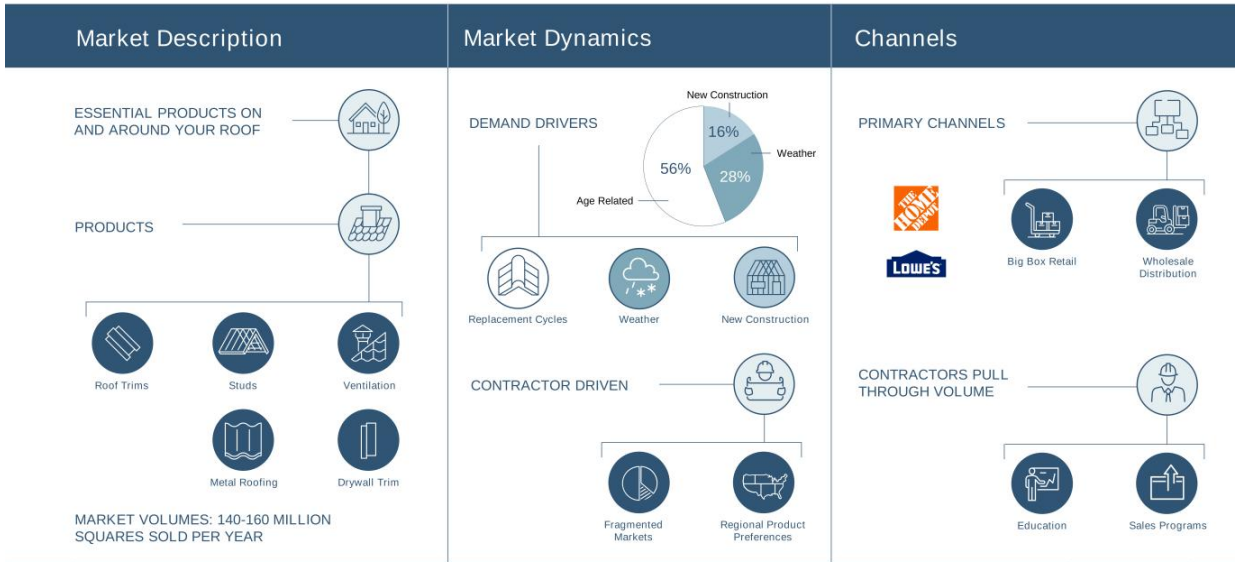 Market Description
ESSENTIAL PRODUCTS ON
AND AROUND YOUR ROOF
PRODUCTS
Roof Trims
Studs
Ventilation
Metal Roofing
Drywall Trim
MARKET VOLUMES: 140-160 MILLION
SQUARES SOLD PER YEAR
Market Dynamics
DEMAND DRIVERS
New Construction
16%
Weather
28%
56%
Age Related
Replacement Cycles
Weather
New Construction
CONTRACTOR DRIVEN
Fragmented
Markets
Regional Product
Preferences
Channels
PRIMARY CHANNELS
THE
HOME
DEPOT
LOWE'S
Big Box Retail
Wholesale
Distribution
CONTRACTORS PULL
THROUGH VOLUME
Education
Sales Programs